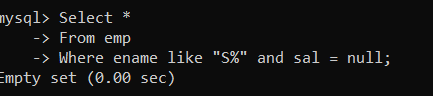 mysql> Select *
-> From emp
-> Where ename like "S%" and sal = null;
Empty set (0.00 sec)